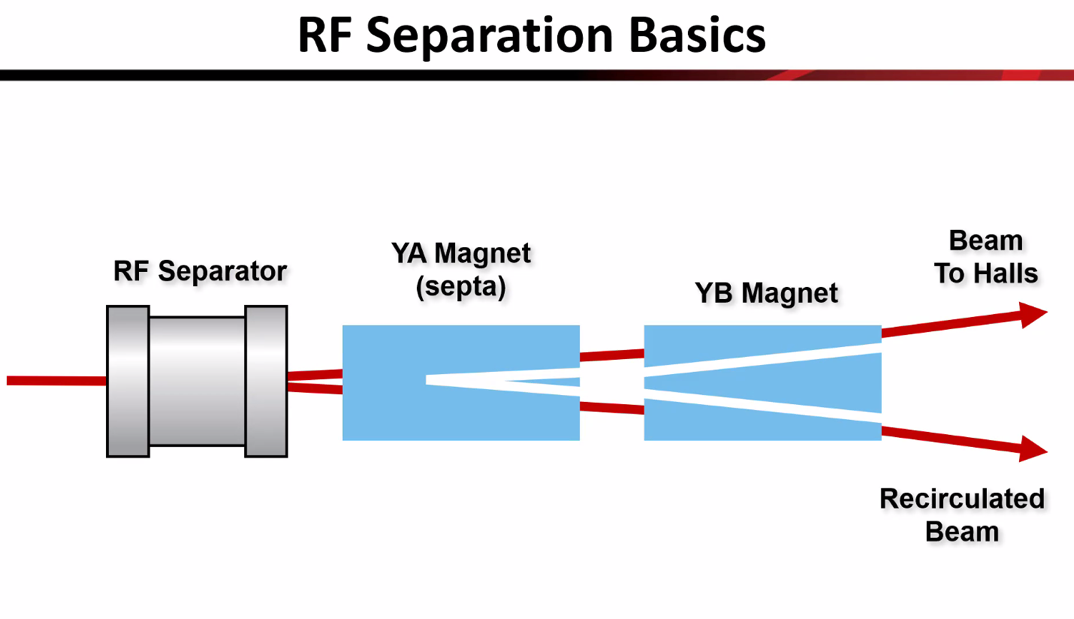 RF Separation Basics
RF Separator
YA Magnet
(septa)
YB Magnet
Beam
To Halls
Recirculated
Beam